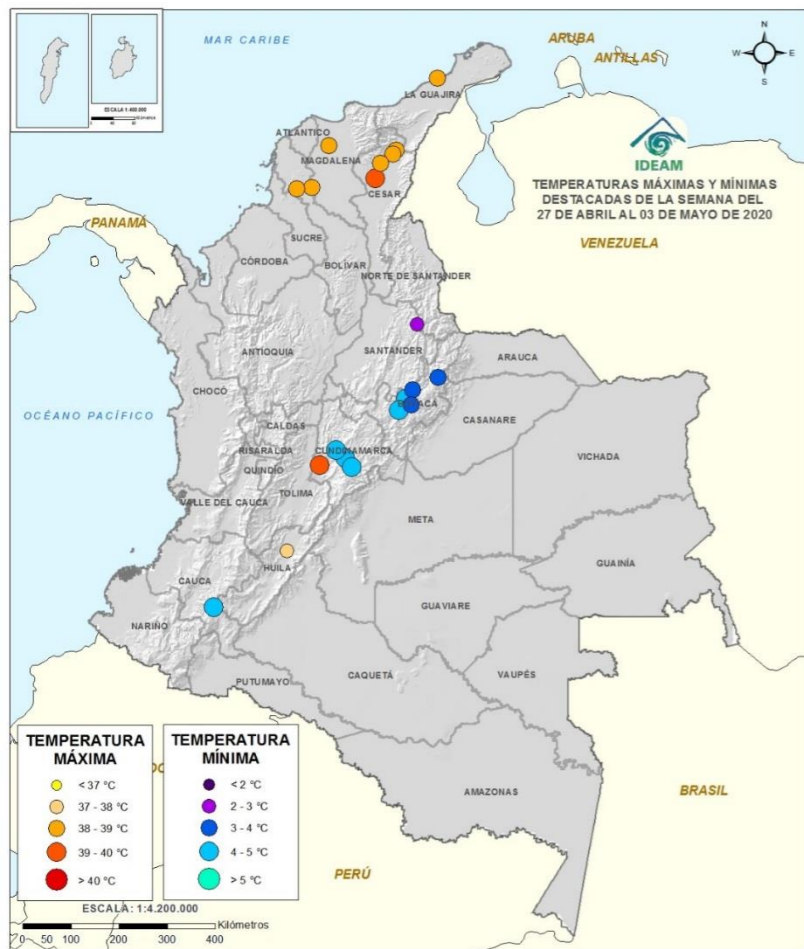 MAR CARIBE
ARUBA
ANTILLAS
N
W
E
S
ESCALA 1:400.000
Kilómetros
LA GUAJIRA
ATLÁNTICO
MAGDALENA
CESAR
IDEAM
TEMPERATURAS MÁXIMAS Y MÍNIMAS
DESTACADAS DE LA SEMANA DEL
27 DE ABRIL AL 03 DE MAYO DE 2020
PANAMÁ
VENEZUELA
SUCRE
CÓRDOBA
BOLÍVAR
NORTE DE SANTANDER
ANTIOQUIA
SANTANDER
ARAUCA
CHOCÓ
OCÉANO PACÍFICO
CASANARE
CALDAS
RISARALDA
CUNDINAMARCA
VICHADA
QUINDÍO
TOLIMA
VALLE DEL CAUCA
META
GUAINÍA
HUILA
CAUCA
GUAVIARE
NARIÑO
CAQUETÁ
VAUPÉS
PUTUMAYO
AMAZONAS
BRASIL
PERÚ
TEMPERATURA
MÁXIMA
< 37 °C
37 - 38 °C
38 - 39 °C
39 - 40 °C
> 40 °C
TEMPERATURA
MÍNIMA
< 2 °C
2 - 3 °C
3 - 4 °C
4 - 5 °C
> 5 °C
ESCALA: 1:4.200.000
Kilómetros
0 50 100 200 300 400